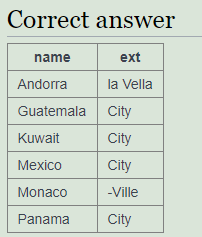 Correct answer
name ext
Andorra la Vella
Guatemala City
Kuwait City
Mexico City
Monaco -Ville
Panama City